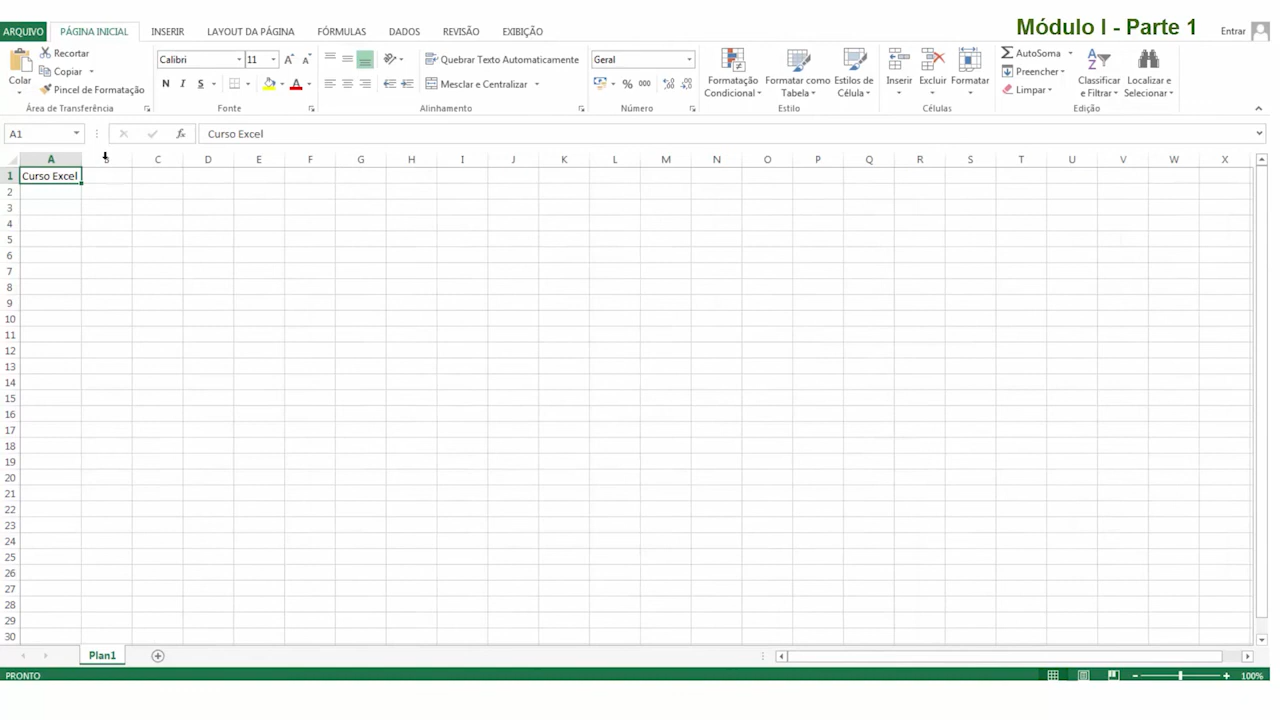 Módulo I - Parte 1
ARQUIVO PÁGINA INICIAL INSERIR LAYOUT DA PÁGINA FÓRMULAS DADOS REVISÃO EXIBIÇÃO Entrar
Recortar
Copiar
Pincel de Formatação
Colar
Área de Transferência
Calibri 11
N I S
Fonte
Quebrar Texto Automaticamente
Mesclar e Centralizar
Alinhamento
Geral
% 000
Número
Formatação Condicional
Formatar como Tabela
Estilos de Célula
Estilo
Inserir Excluir Formatar
Células
AutoSoma
Preencher
Limpar
Classificar e Filtrar
Localizar e Selecionar
Edição
A1 fx Curso Excel
A C D E F G H I J K L M N O P Q R S T U V W X
1 Curso Excel
2
3
4
5
6
7
8
9
10
11
12
13
14
15
16
17
18
19
20
21
22
23
24
25
26
27
28
29
30
Plan1
PRONTO 100%